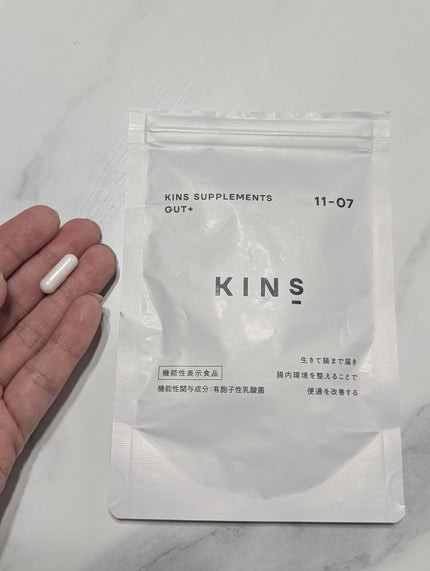 KINS SUPPLEMENTS
GUT+
11-07
KINS
機能性表示食品
機能性関与成分:有胞子性乳酸菌
生きて腸まで届き
腸内環境を整えることで
便通を改善する